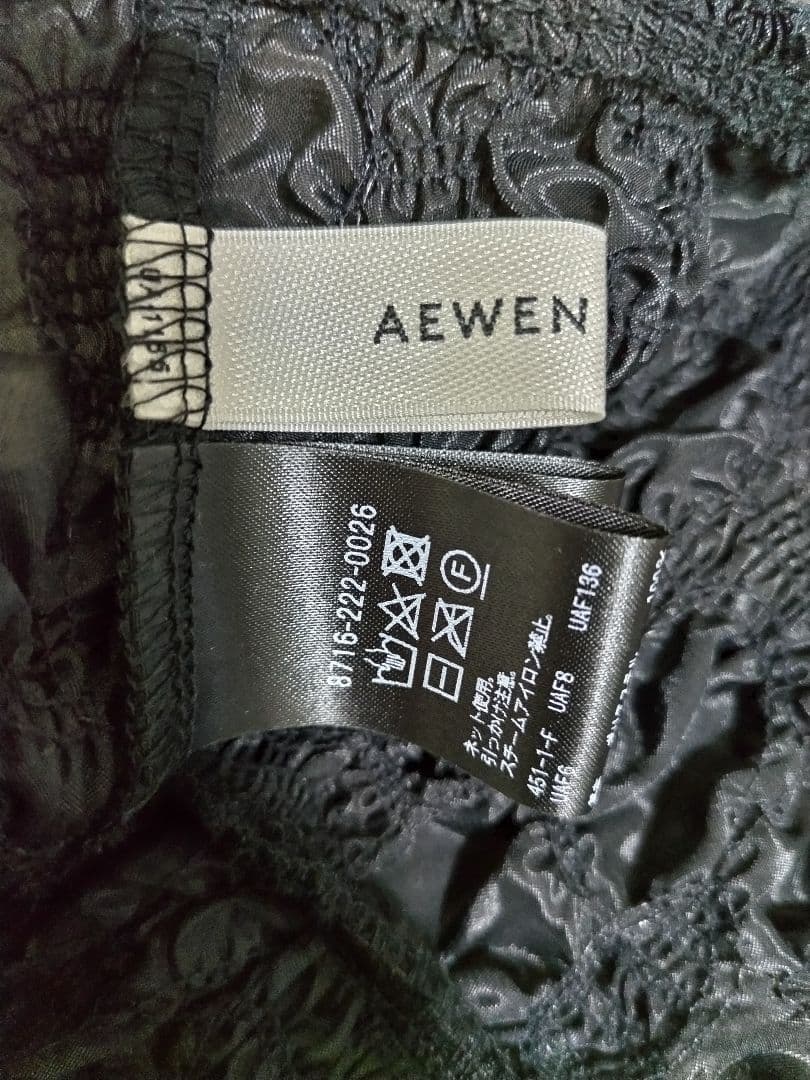 AEWEN
8716-222-0026
F
ネット使用。
引っかけ注意。
スチームアイロン禁止。
451-1-F UAF8 UAF136
UAF6